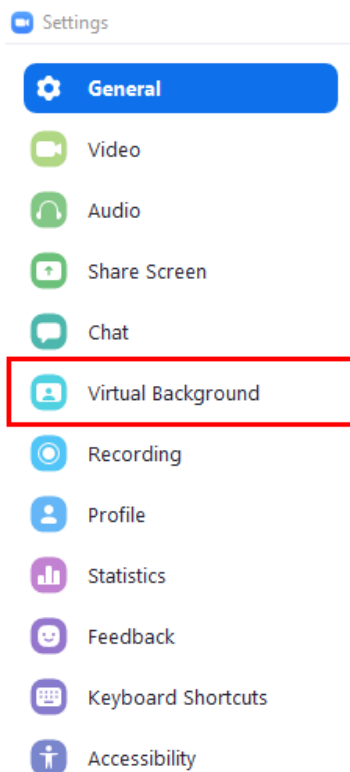 Settings
General
Video
Audio
Share Screen
Chat
Virtual Background
Recording
Profile
Statistics
Feedback
Keyboard Shortcuts
Accessibility